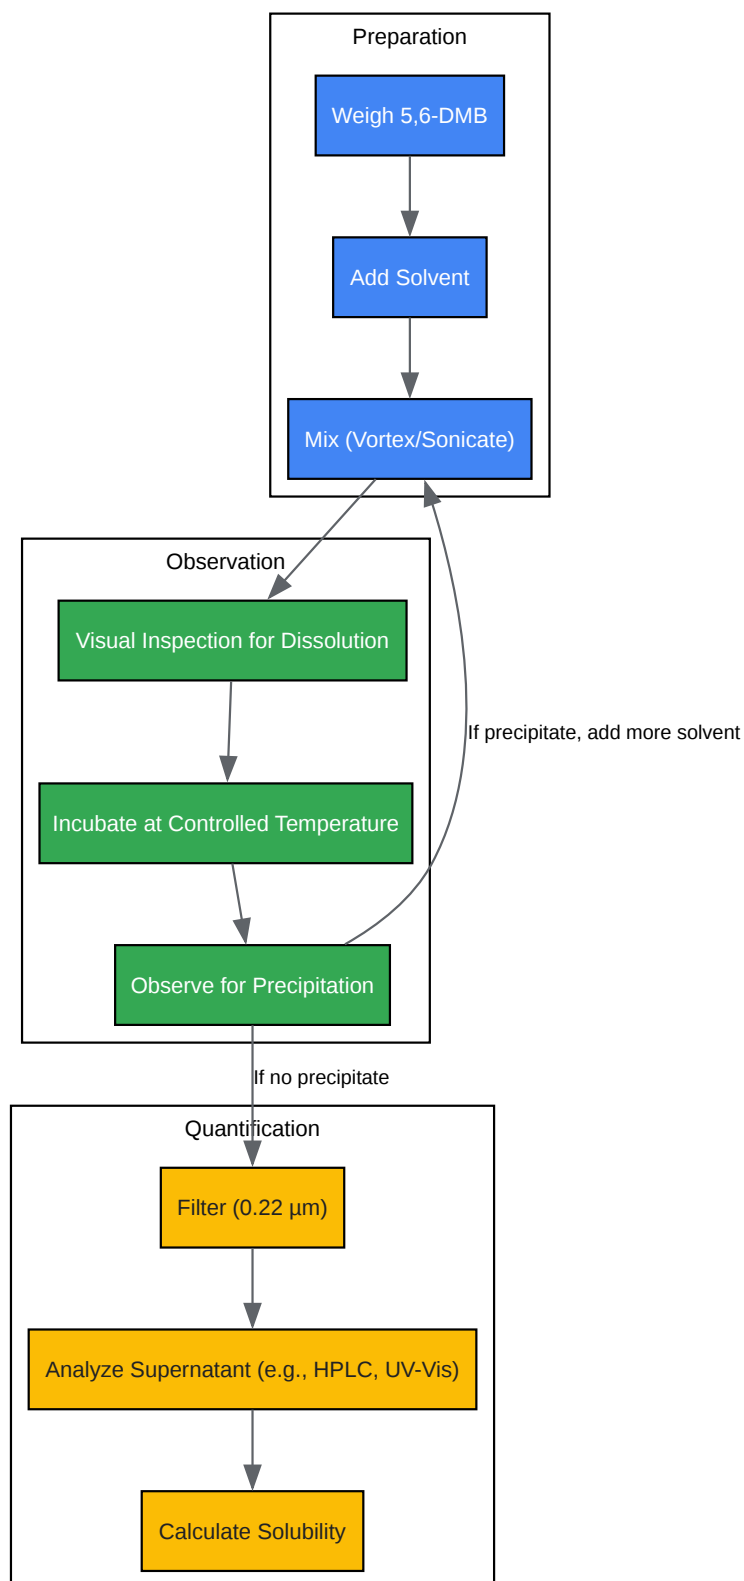 Preparation
Weigh 5,6-DMB
Add Solvent
Mix (Vortex/Sonicate)
Observation
Visual Inspection for Dissolution
If precipitate, add more solvent
Incubate at Controlled Temperature
Observe for Precipitation
If no precipitate
Quantification
Filter (0.22 µm)
Analyze Supernatant (e.g., HPLC, UV-Vis)
Calculate Solubility